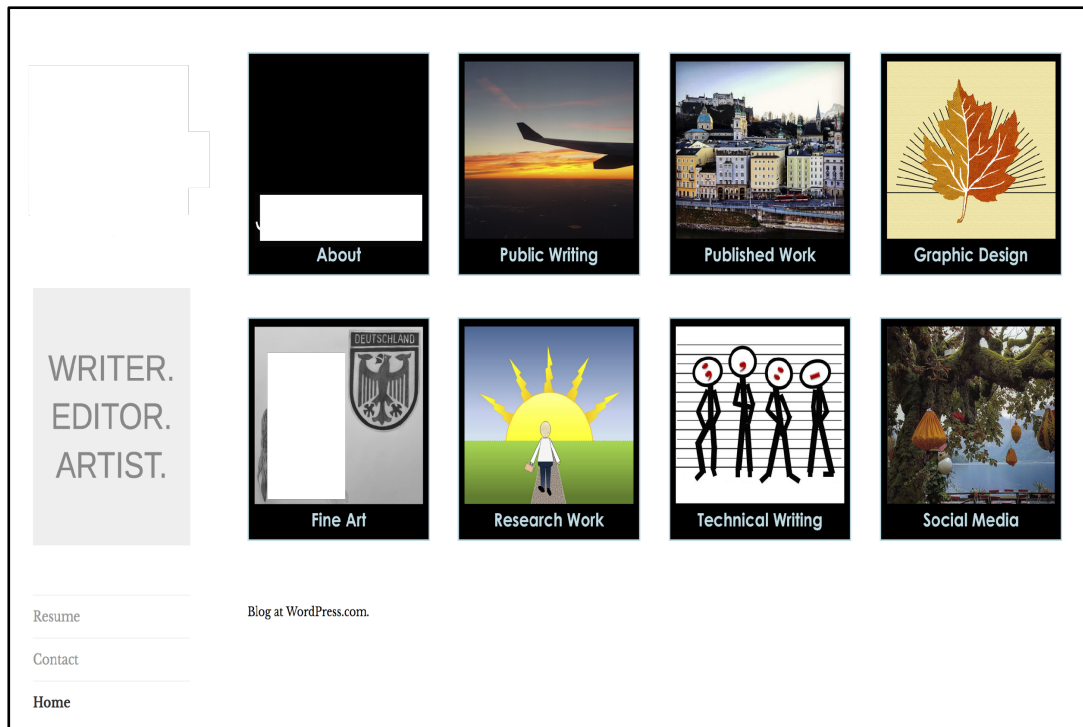 WRITER.
EDITOR.
ARTIST.
Resume
Contact
Home
About
Public Writing
Published Work
Graphic Design
DEUTSCHLAND
Fine Art
Research Work
Technical Writing
Social Media
Blog at WordPress.com.